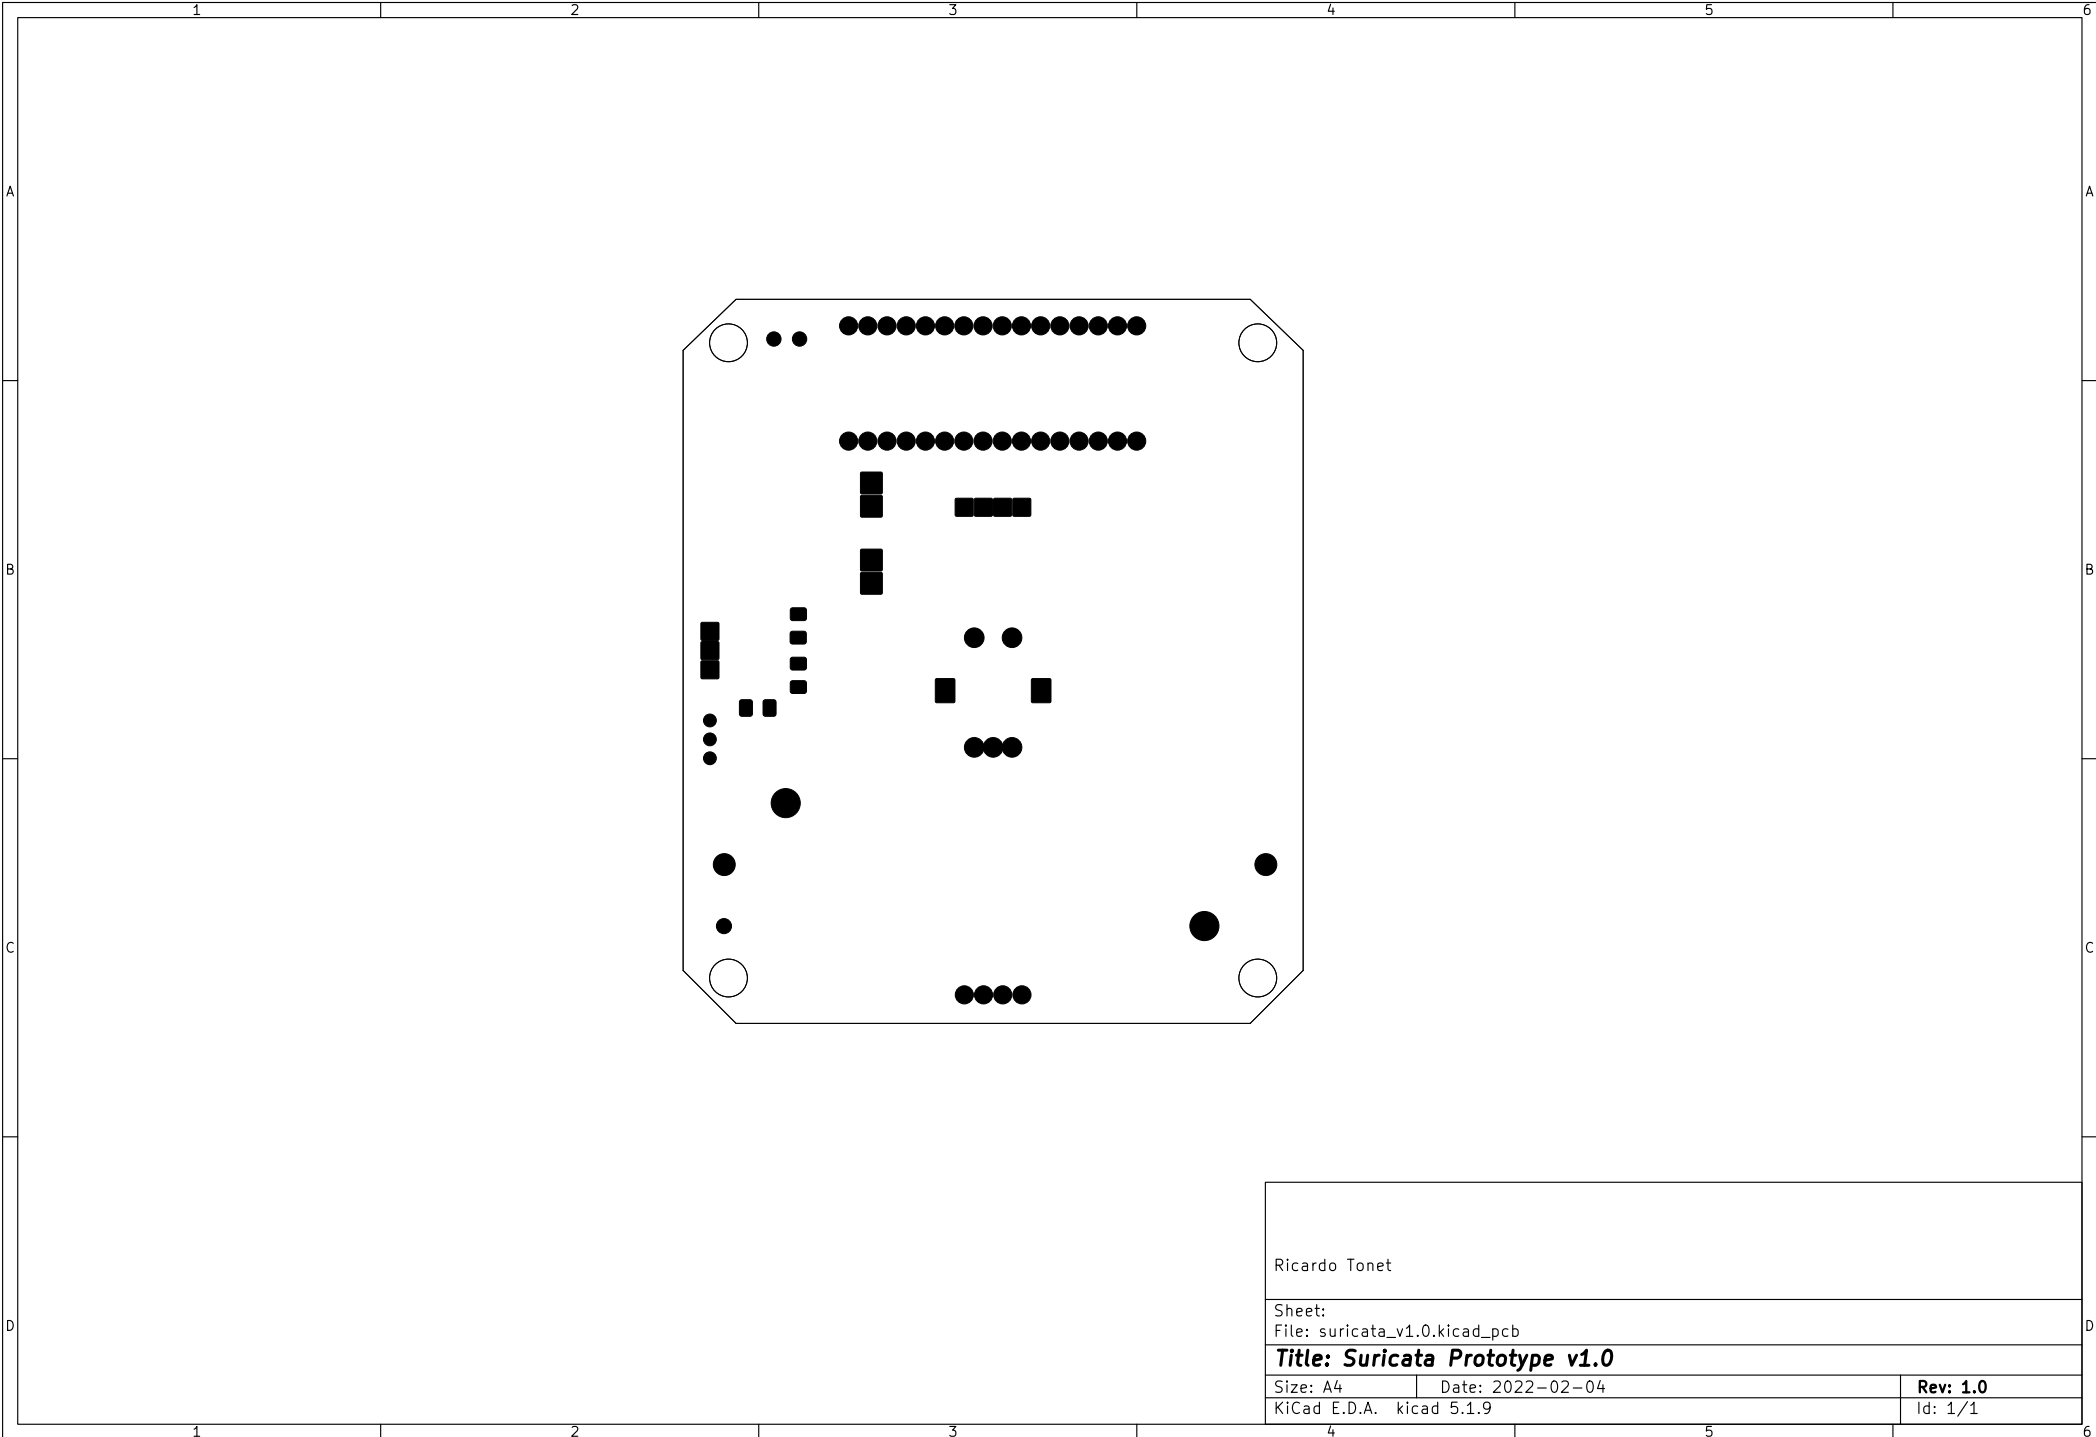 1 2 3 4 5 6
A A
B B
C C
Ricardo Tonet
Sheet:
D D
File: suricata_v1.0.kicad_pcb
Title: Suricata Prototype v1.0
Size: A4 Date: 2022-02-04 Rev: 1.0
KiCad E.D.A. kicad 5.1.9 Id: 1/1
1 2 3 4 5 6